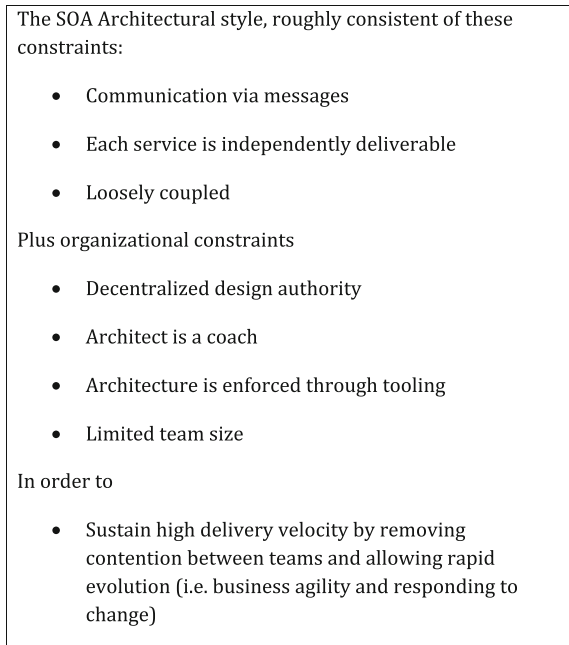 The SOA Architectural style, roughly consistent of these
constraints:
• Communication via messages
• Each service is independently deliverable
• Loosely coupled
Plus organizational constraints
• Decentralized design authority
• Architect is a coach
• Architecture is enforced through tooling
• Limited team size
In order to
• Sustain high delivery velocity by removing
contention between teams and allowing rapid
evolution (i.e. business agility and responding to
change)